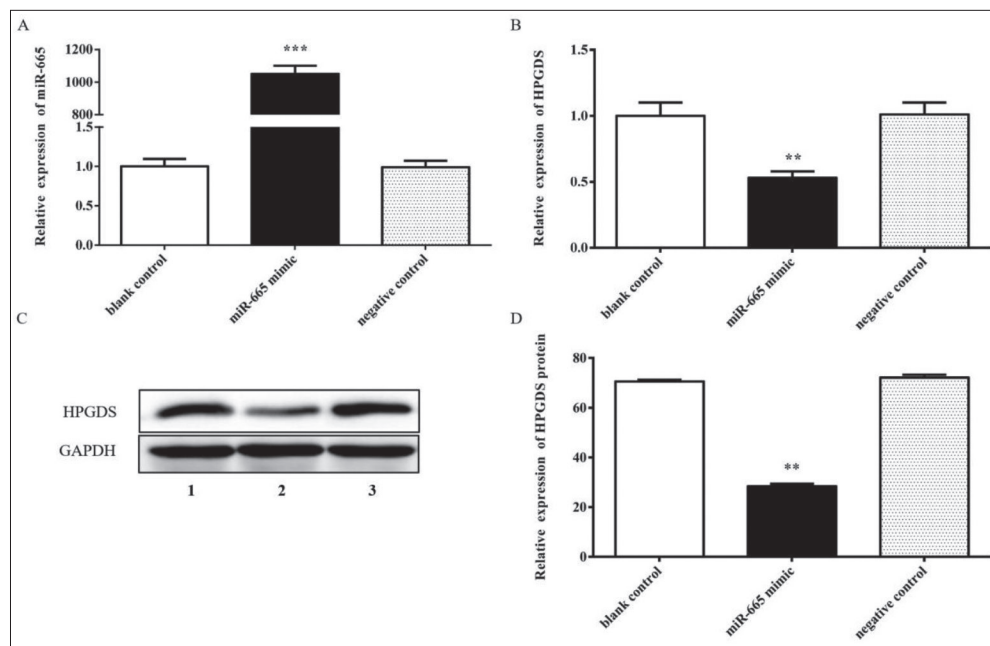 A
Relative expression of miR-665
1200
1000
800
1.5
1.0
0.5
0.0
***
blank control
miR-665 mimic
negative control
B
Relative expression of HPGDS
1.5
1.0
0.5
0.0
**
blank control
miR-665 mimic
negative control
C
HPGDS
GAPDH
1 2 3
D
Relative expression of HPGDS protein
80
60
40
20
0
**
blank control
miR-665 mimic
negative control